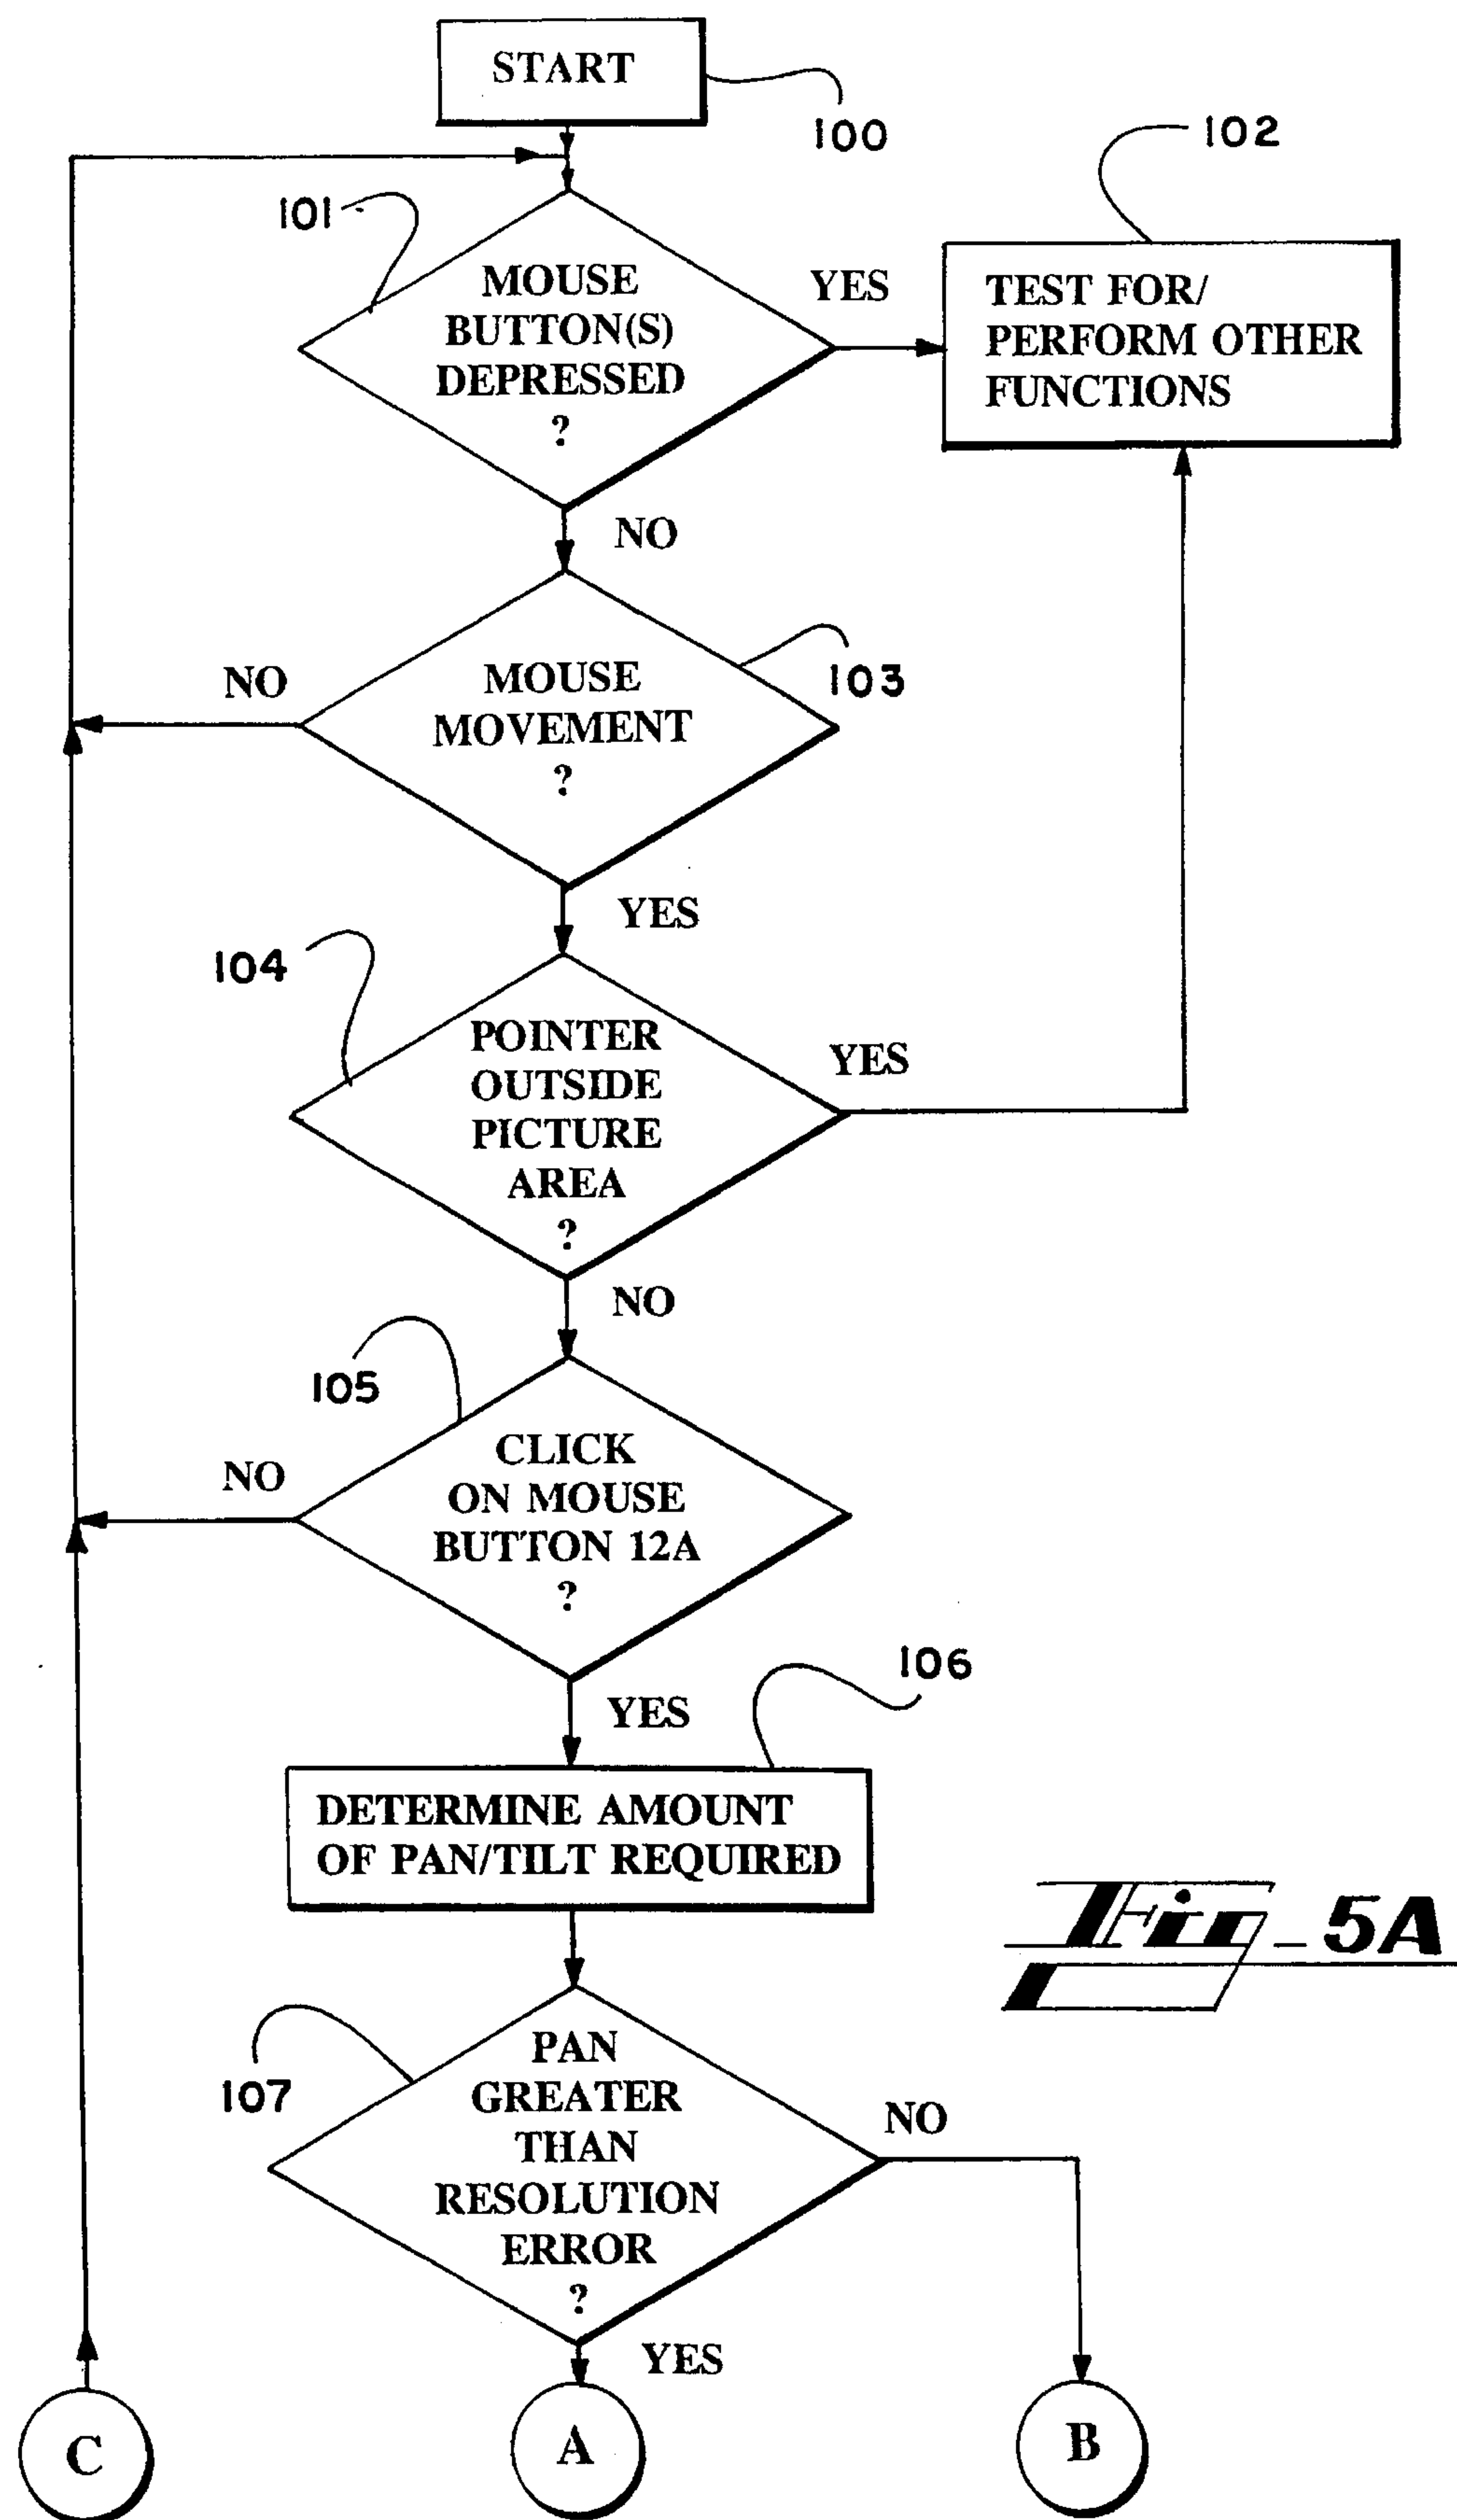 START
100
102
101
MOUSE
BUTTON(S)
DEPRESSED
?
YES
TEST FOR/
PERFORM OTHER
FUNCTIONS
NO
103
NO
MOUSE
MOVEMENT
?
YES
104
POINTER
OUTSIDE
PICTURE
AREA
?
YES
NO
105
NO
CLICK
ON MOUSE
BUTTON 12A
?
106
YES
DETERMINE AMOUNT
OF PAN/TILT REQUIRED
Fig_5A
107
PAN
GREATER
THAN
RESOLUTION
ERROR
?
NO
YES
C
A
B